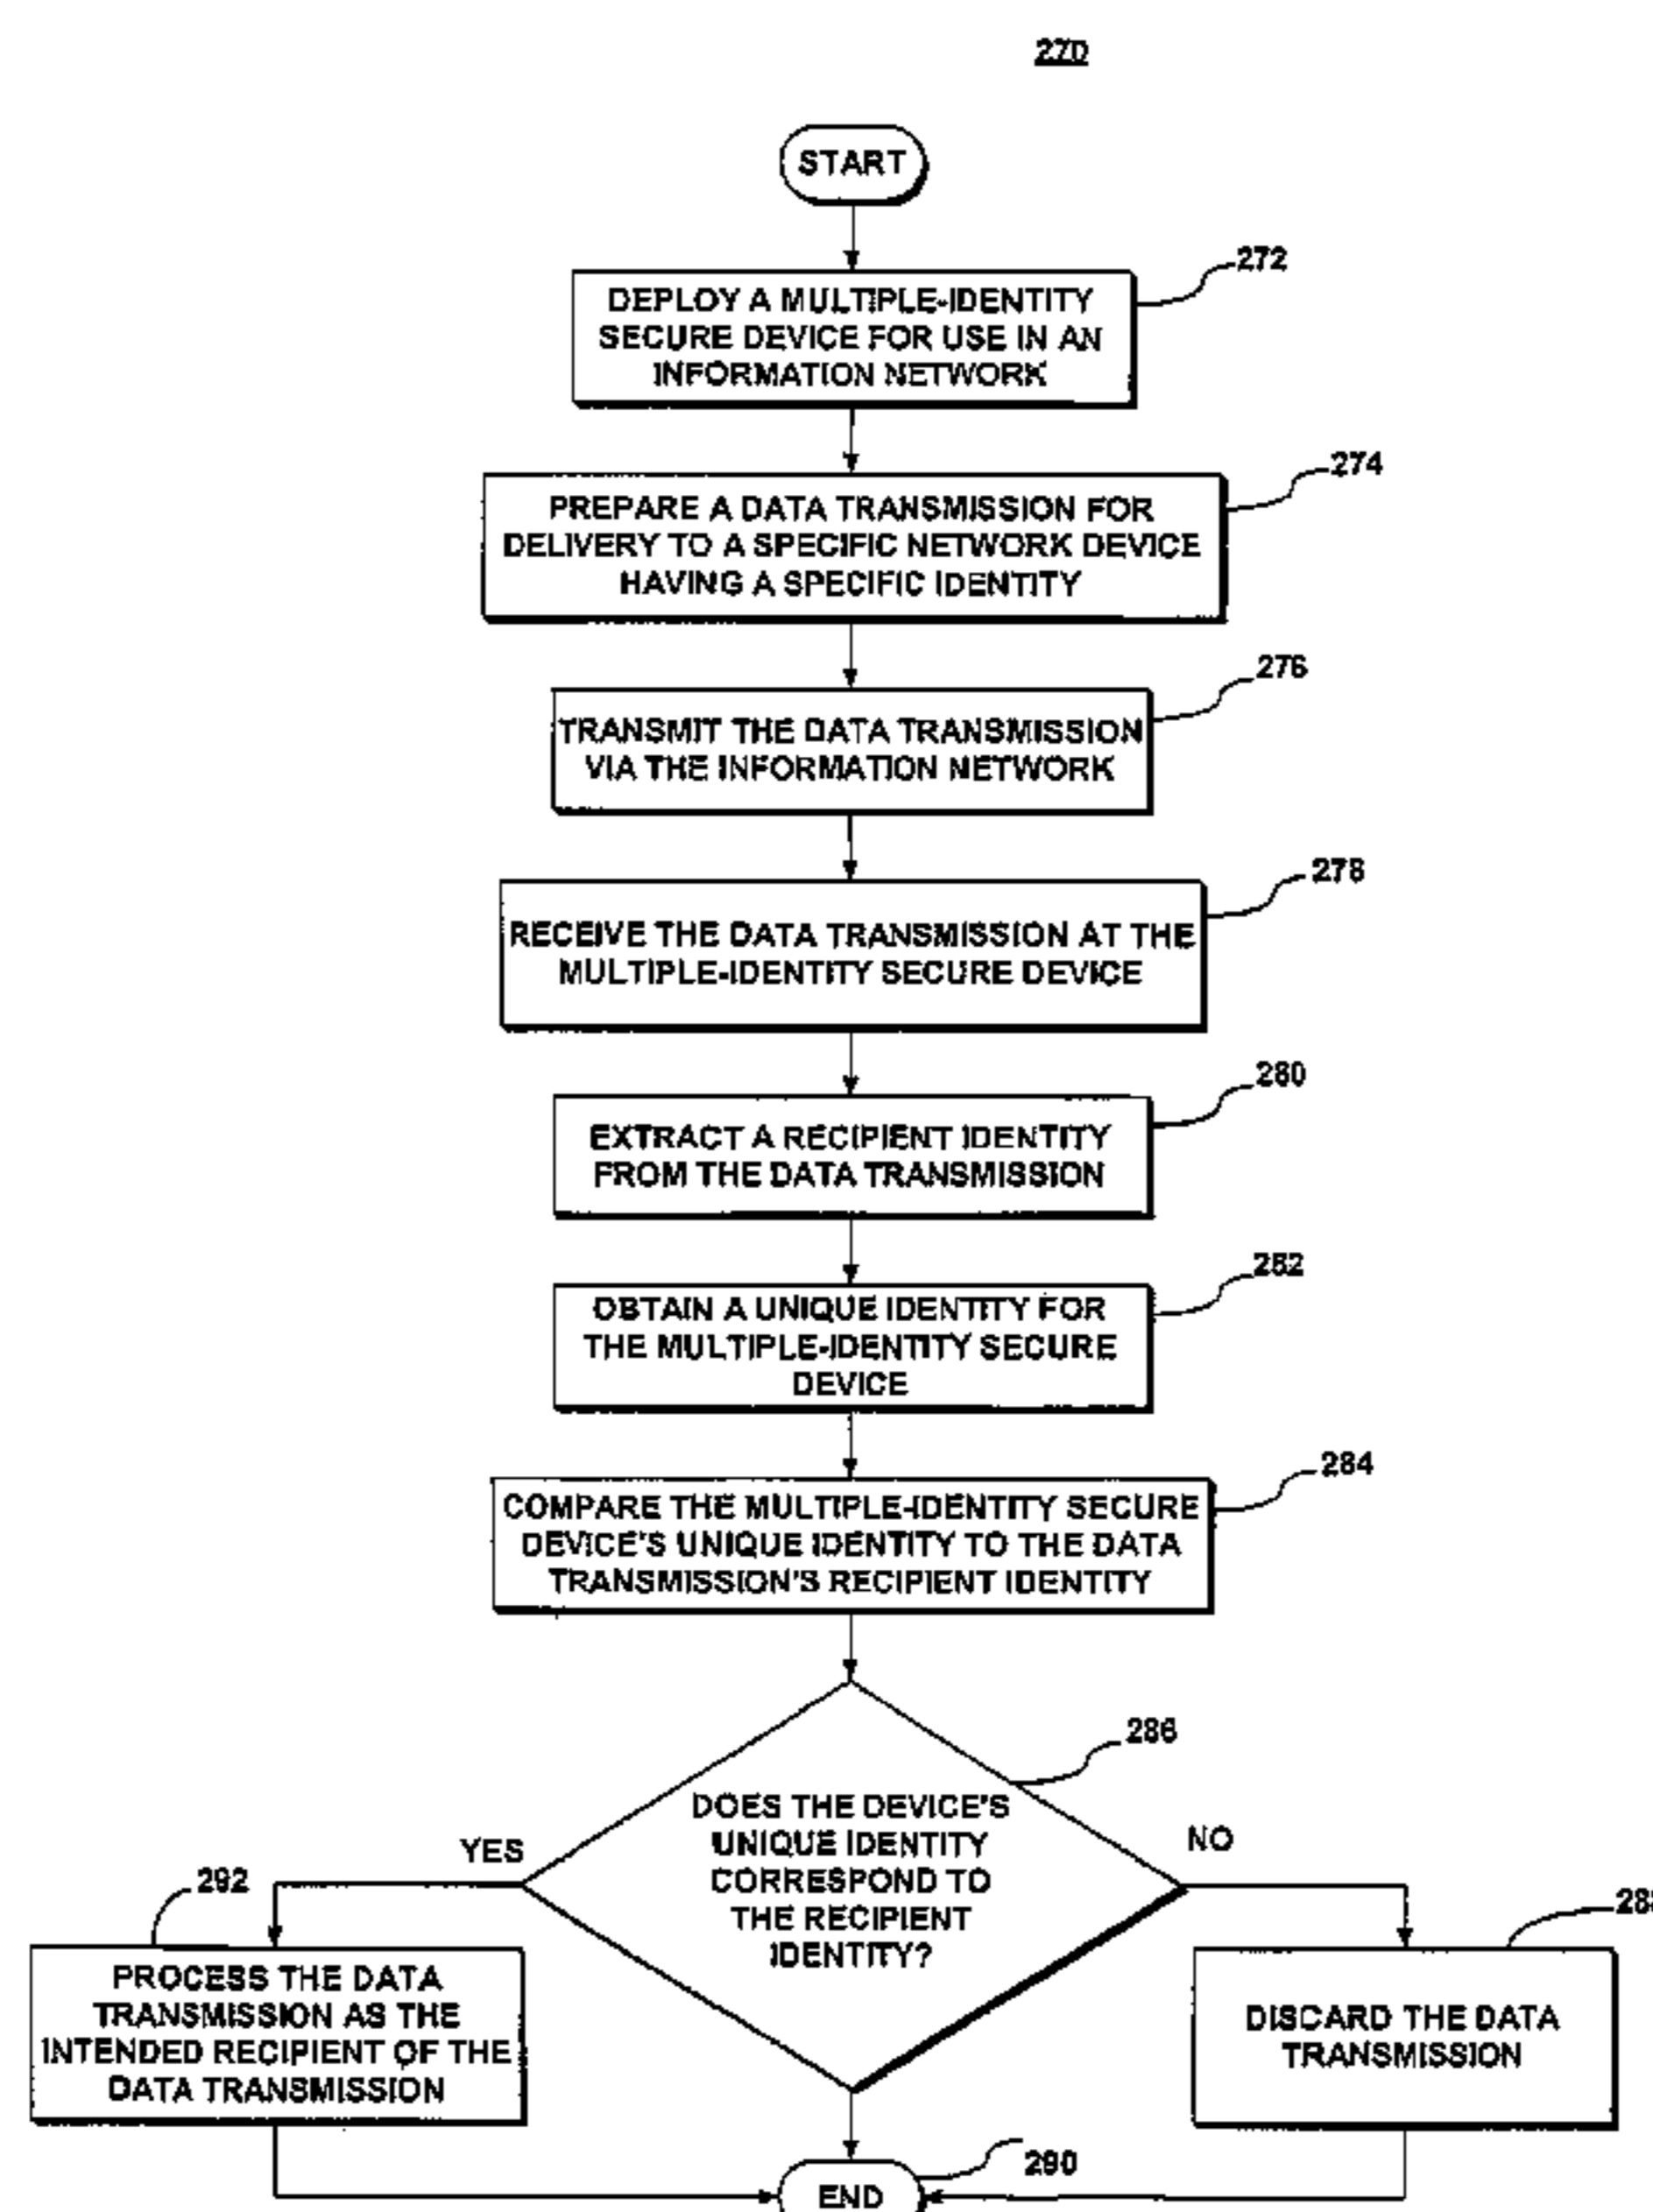 270
START
272
DEPLOY A MULTIPLE-IDENTITY
SECURE DEVICE FOR USE IN AN
INFORMATION NETWORK
274
PREPARE A DATA TRANSMISSION FOR
DELIVERY TO A SPECIFIC NETWORK DEVICE
HAVING A SPECIFIC IDENTITY
276
TRANSMIT THE DATA TRANSMISSION
VIA THE INFORMATION NETWORK
278
RECEIVE THE DATA TRANSMISSION AT THE
MULTIPLE-IDENTITY SECURE DEVICE
280
EXTRACT A RECIPIENT IDENTITY
FROM THE DATA TRANSMISSION
282
OBTAIN A UNIQUE IDENTITY FOR
THE MULTIPLE-IDENTITY SECURE
DEVICE
284
COMPARE THE MULTIPLE-IDENTITY SECURE
DEVICE'S UNIQUE IDENTITY TO THE DATA
TRANSMISSION'S RECIPIENT IDENTITY
286
DOES THE DEVICE'S
UNIQUE IDENTITY
CORRESPOND TO
THE RECIPIENT
IDENTITY?
YES
NO
292
PROCESS THE DATA
TRANSMISSION AS THE
INTENDED RECIPIENT OF THE
DATA TRANSMISSION
DISCARD THE DATA
TRANSMISSION
290
END